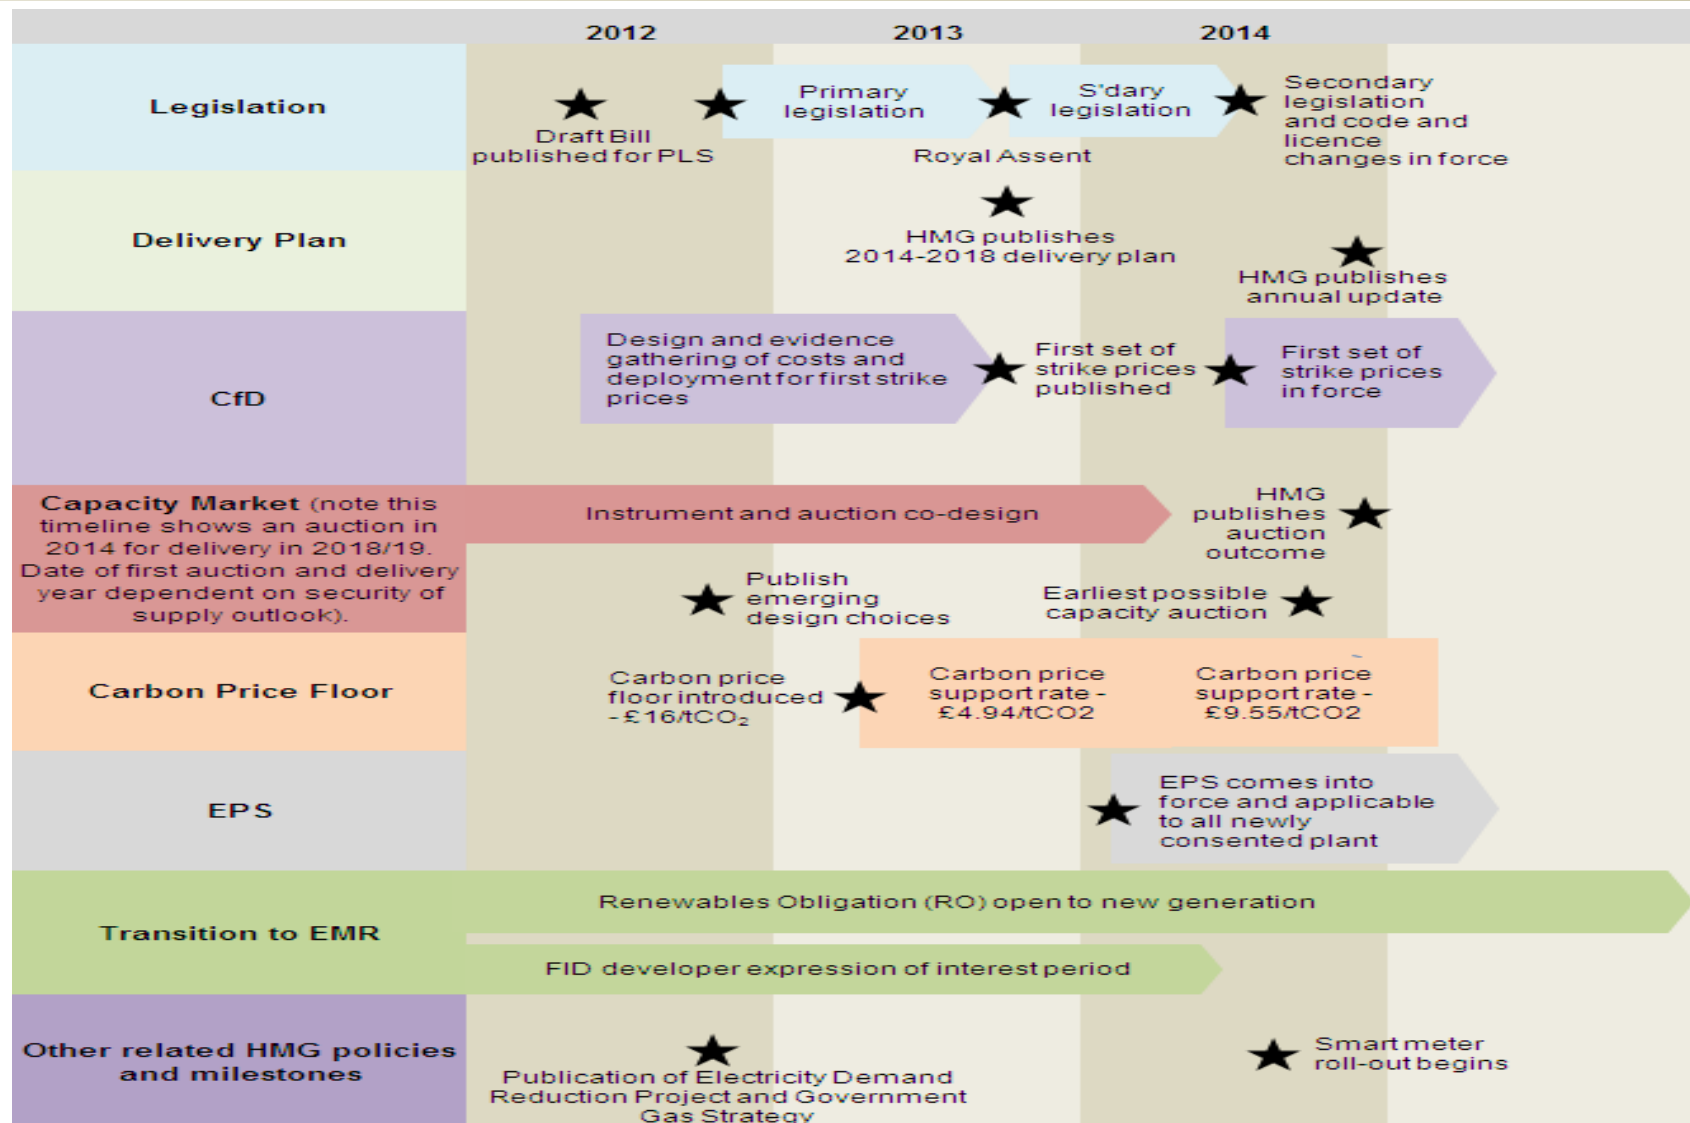 2012 2013 2014
Legislation
Draft Bill
published for PLS
Primary
legislation
Royal Assent
S'dary
legislation
Secondary
legislation
and code and
licence
changes in force
Delivery Plan
HMG publishes
2014-2018 delivery plan
HMG publishes
annual update
CfD
Design and evidence
gathering of costs and
deployment for first strike
prices
First set of
strike prices
published
First set of
strike prices
in force
Capacity Market (note this
timeline shows an auction in
2014 for delivery in 2018/19.
Date of first auction and delivery
year dependent on security of
supply outlook).
Instrument and auction co-design
HMG
publishes
auction
outcome
Publish
emerging
design choices
Earliest possible
capacity auction
Carbon Price Floor
Carbon price
floor introduced
- £16/tCO₂
Carbon price
support rate -
£4.94/tCO2
Carbon price
support rate -
£9.55/tCO2
EPS
EPS comes into
force and applicable
to all newly
consented plant
Transition to EMR
Renewables Obligation (RO) open to new generation
FID developer expression of interest period
Other related HMG policies
and milestones
Publication of Electricity Demand
Reduction Project and Government
Gas Strategy
Smart meter
roll-out begins